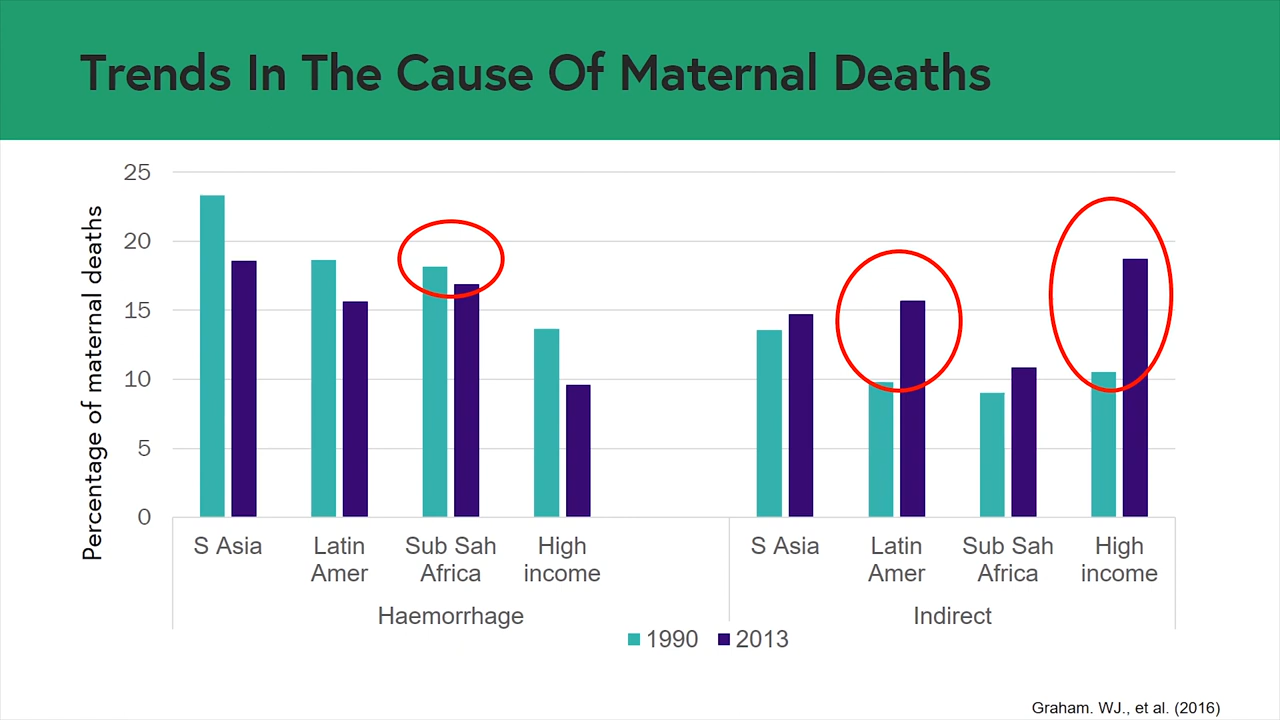 Trends In The Cause Of Maternal Deaths
Percentage of maternal deaths
25
20
15
10
5
0
S Asia
Latin
Amer
Sub Sah
Africa
High
income
S Asia
Latin
Amer
Sub Sah
Africa
High
income
Haemorrhage
Indirect
1990
2013
Graham. WJ., et al. (2016)